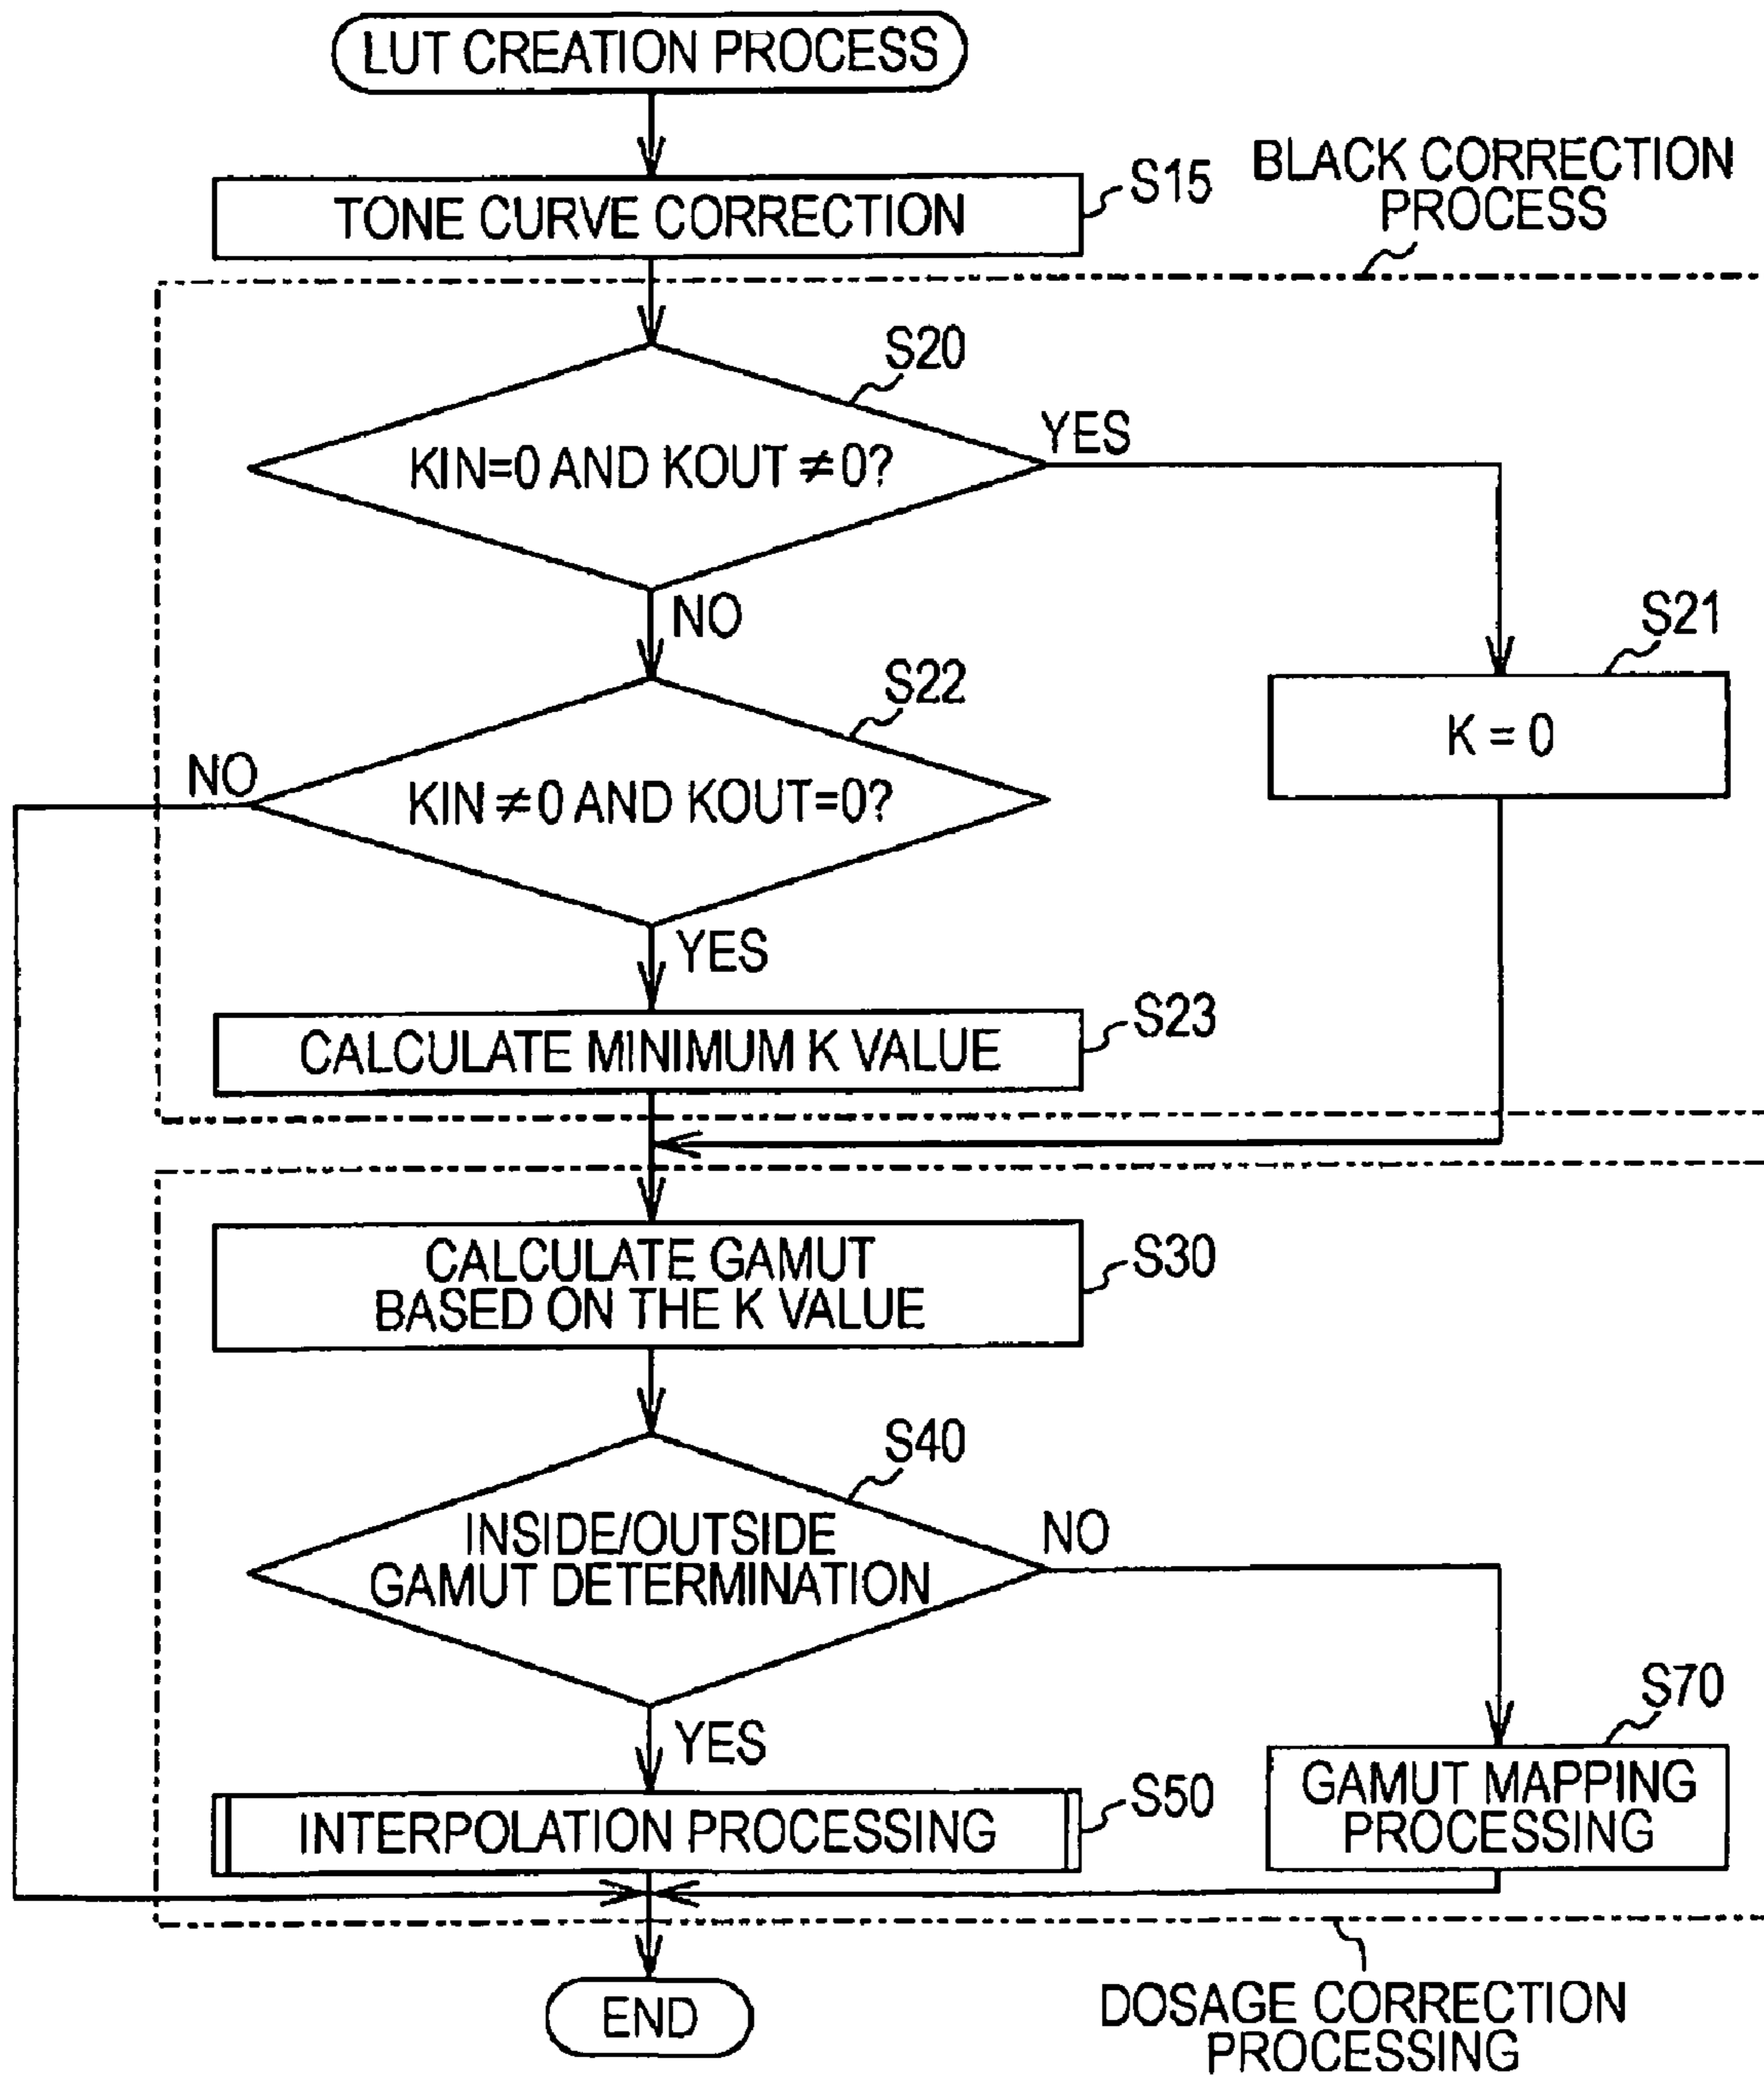 LUT CREATION PROCESS
TONE CURVE CORRECTION
S15
BLACK CORRECTION
PROCESS
S20
KIN=0 AND KOUT ≠ 0?
YES
NO
S21
K = 0
S22
NO
KIN ≠ 0 AND KOUT=0?
YES
S23
CALCULATE MINIMUM K VALUE
CALCULATE GAMUT
BASED ON THE K VALUE
S30
S40
INSIDE/OUTSIDE
GAMUT DETERMINATION
NO
YES
S70
GAMUT MAPPING
PROCESSING
INTERPOLATION PROCESSING
S50
END
DOSAGE CORRECTION
PROCESSING